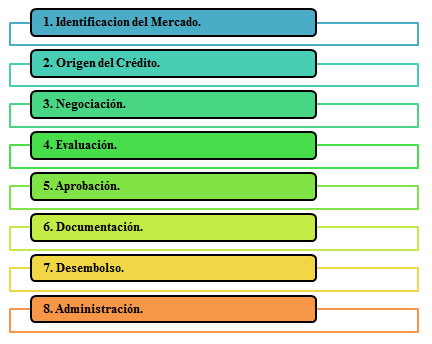 1. Identificacion del Mercado.
2. Origen del Crédito.
3. Negociación.
4. Evaluación.
5. Aprobación.
6. Documentación.
7. Desembolso.
8. Administración.